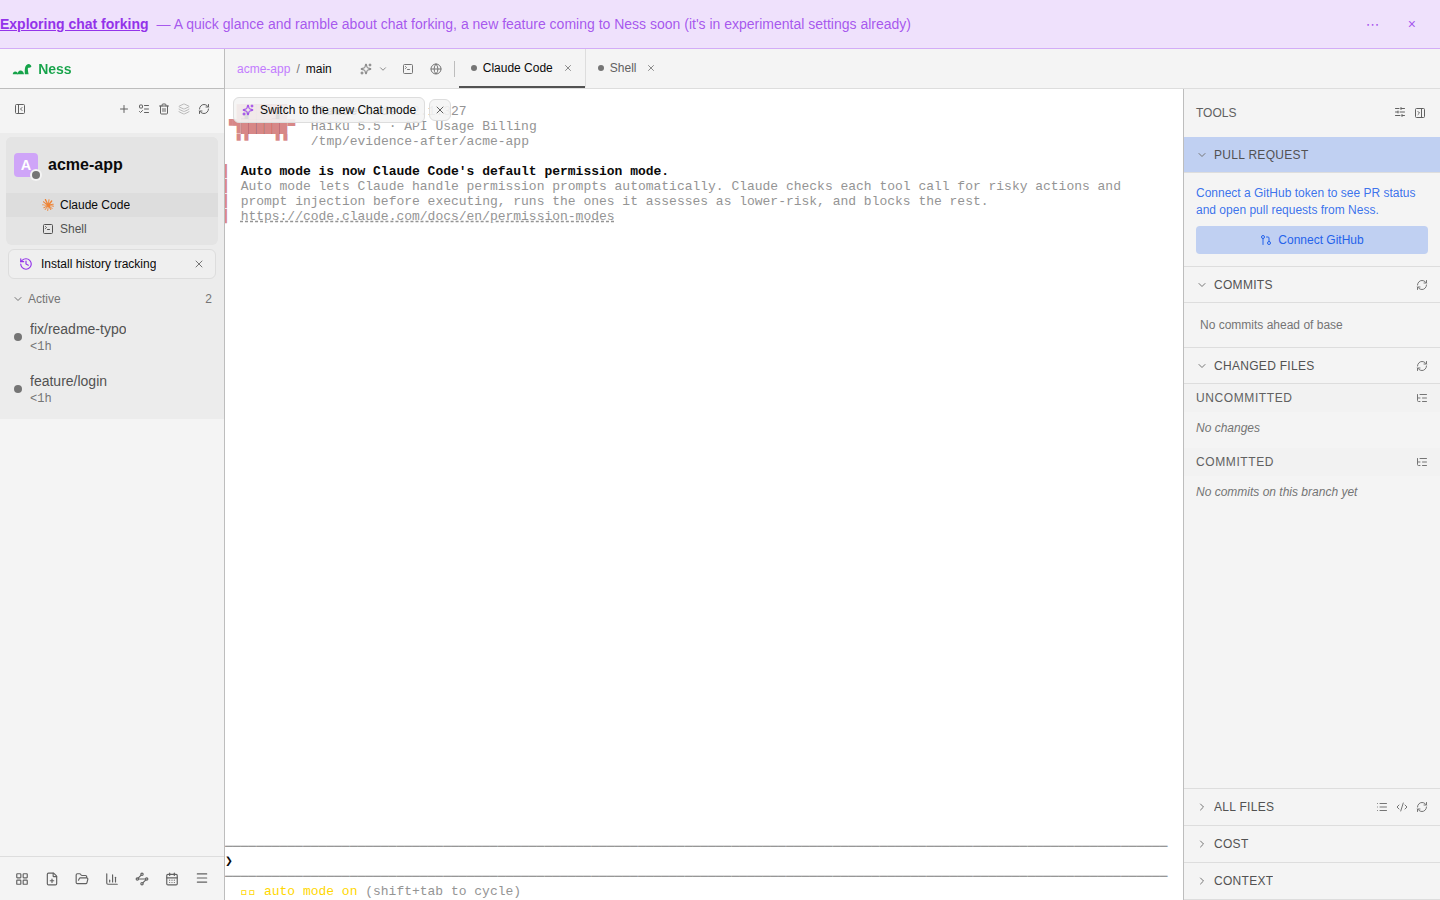 Exploring chat forking — A quick glance and ramble about chat forking, a new feature coming to Ness soon (it's in experimental settings already)
Ness
acme-app / main
Claude Code
Shell
A
acme-app
Claude Code
Shell
Install history tracking
Active 2
fix/readme-typo
<1h
feature/login
<1h
Switch to the new Chat mode
27
Haiku 5.5 · API Usage Billing
/tmp/evidence-after/acme-app
Auto mode is now Claude Code's default permission mode.
Auto mode lets Claude handle permission prompts automatically. Claude checks each tool call for risky actions and
prompt injection before executing, runs the ones it assesses as lower-risk, and blocks the rest.
https://code.claude.com/docs/en/permission-modes
❯
auto mode on (shift+tab to cycle)
TOOLS
PULL REQUEST
Connect a GitHub token to see PR status
and open pull requests from Ness.
Connect GitHub
COMMITS
No commits ahead of base
CHANGED FILES
UNCOMMITTED
No changes
COMMITTED
No commits on this branch yet
ALL FILES
COST
CONTEXT